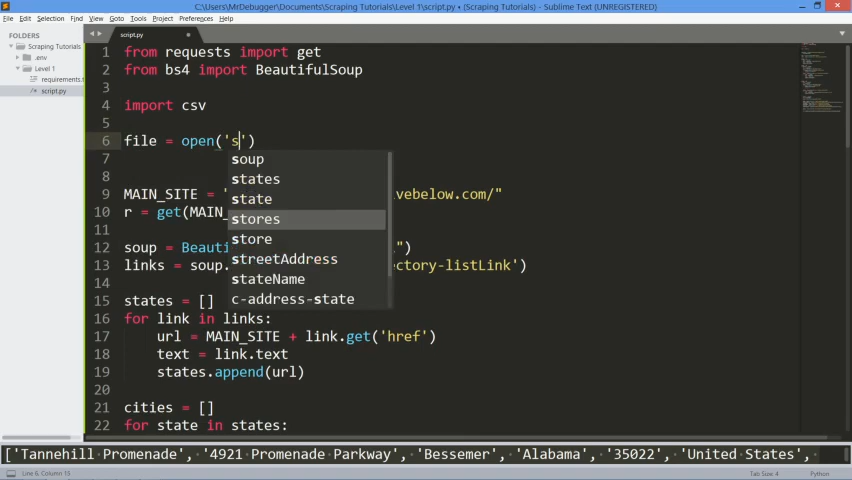 C:\Users\MrDebugger\Documents\Scraping Tutorials\Level 1\script.py • (Scraping Tutorials) - Sublime Text (UNREGISTERED)
File Edit Selection Find View Goto Tools Project Preferences Help
FOLDERS
Scraping Tutorials
.env
Level 1
requirements.t
script.py
script.py
1 from requests import get
2 from bs4 import BeautifulSoup
3
4 import csv
5
6 file = open('s')
7 soup
8 states
state
9 MAIN_SITE = " ivebelow.com/"
10 r = get(MAIN_ stores
11 store
12 soup = Beauti ")
13 links = soup. streetAddress ectory-listLink')
14 stateName
15 states = [] c-address-state
16 for link in links:
17 url = MAIN_SITE + link.get('href')
18 text = link.text
19 states.append(url)
20
21 cities = []
22 for state in states:
['Tannehill Promenade', '4921 Promenade Parkway', 'Bessemer', 'Alabama', '35022', 'United States',
Line 6, Column 15 Tab Size: 4 Python